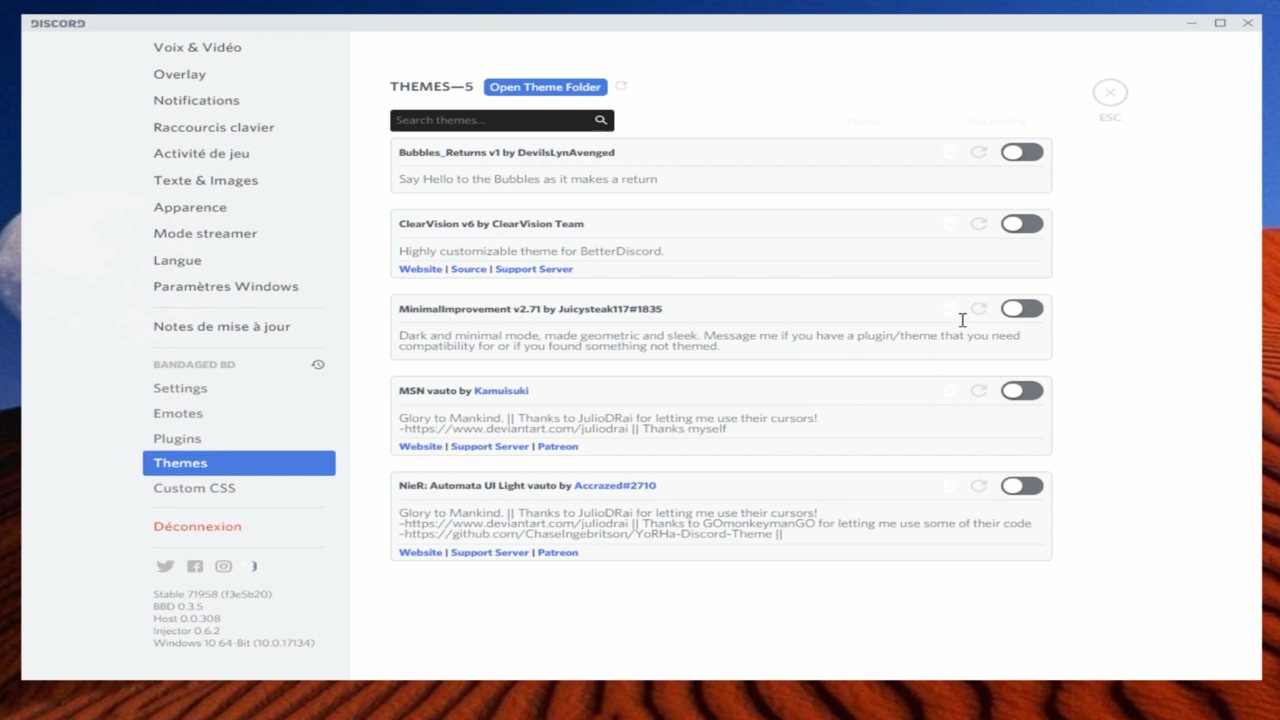 DISCORD
Voix & Vidéo
Overlay
Notifications
Raccourcis clavier
Activité de jeu
Texte & Images
Apparence
Mode streamer
Langue
Paramètres Windows
Notes de mise à jour
BANDAGED BD
Settings
Emotes
Plugins
Themes
Custom CSS
Déconnexion
Stable 71958 (f3e5b20)
BBD 0.3.5
Host 0.0.308
Injector 0.6.2
Windows 10 64-Bit (10.0.17134)
THEMES—5 Open Theme Folder
ESC
Search themes...
Bubbles_Returns v1 by DevilsLynAvenged
Say Hello to the Bubbles as it makes a return
ClearVision v6 by ClearVision Team
Highly customizable theme for BetterDiscord.
Website | Source | Support Server
MinimalImprovement v2.71 by Juicysteak117#1835
Dark and minimal mode, made geometric and sleek. Message me if you have a plugin/theme that you need
compatibility for or if you found something not themed.
MSN vauto by Kamuisuki
Glory to Mankind. || Thanks to JulioDRai for letting me use their cursors!
-https://www.deviantart.com/juliodrai || Thanks myself
Website | Support Server | Patreon
NieR: Automata UI Light vauto by Accrazed#2710
Glory to Mankind. || Thanks to JulioDRai for letting me use their cursors!
-https://www.deviantart.com/juliodrai || Thanks to GOmonkeymanGO for letting me use some of their code
-https://github.com/ChaseIngebritson/YoRHa-Discord-Theme ||
Website | Support Server | Patreon